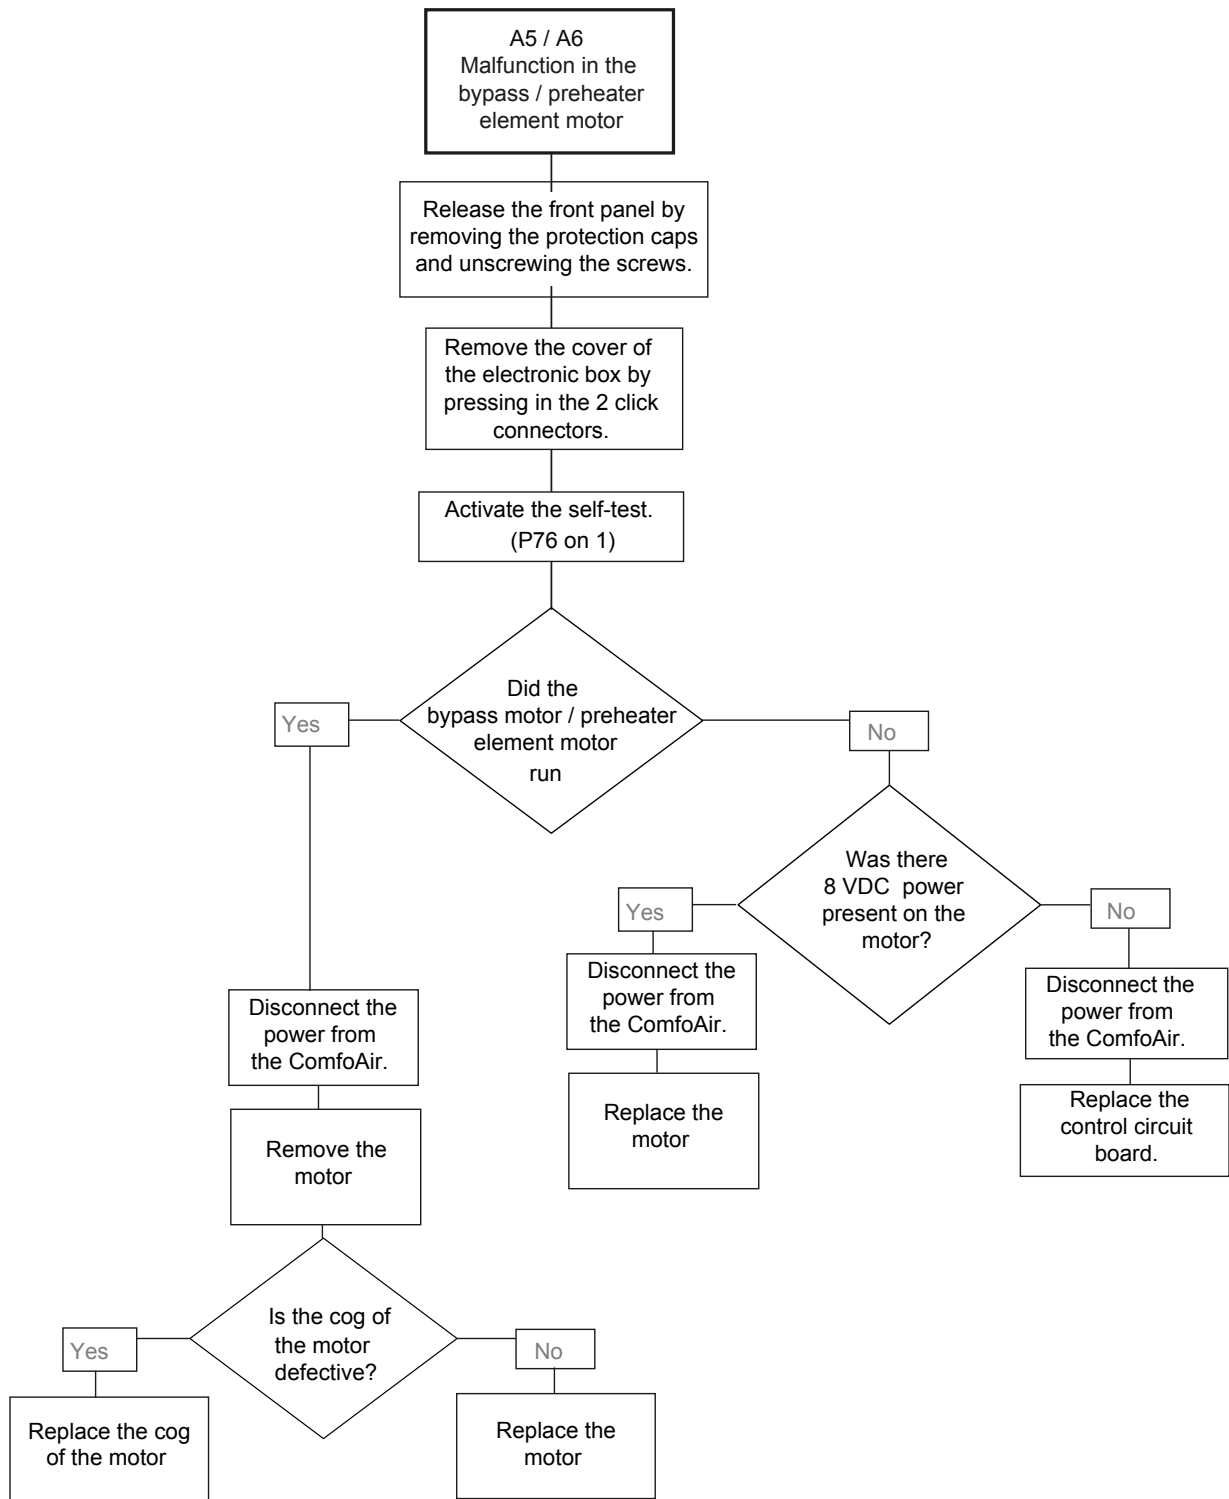 A5 / A6
Malfunction in the
bypass / preheater
element motor
Release the front panel by
removing the protection caps
and unscrewing the screws.
Remove the cover of
the electronic box by
pressing in the 2 click
connectors.
Activate the self-test.
(P76 on 1)
Did the
bypass motor / preheater
element motor
run
Yes
No
Was there
8 VDC power
present on the
motor?
Yes
No
Disconnect the
power from
the ComfoAir.
Disconnect the
power from
the ComfoAir.
Disconnect the
power from
the ComfoAir.
Replace the
motor
Replace the
control circuit
board.
Remove the
motor
Is the cog of
the motor
defective?
Yes
No
Replace the cog
of the motor
Replace the
motor